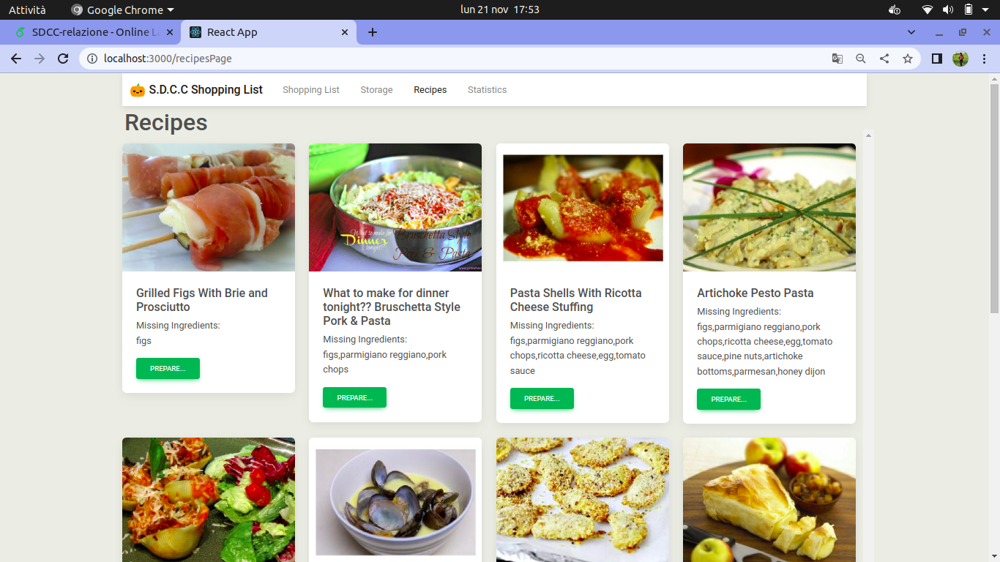 Attività
Google Chrome
lun 21 nov 17:53
SDCC-relazione - Online L
React App
localhost:3000/recipesPage
S.D.C.C Shopping List
Shopping List
Storage
Recipes
Statistics
Recipes
What to make for
Dinner
tonight?
Bruschetta Style
Pork & Pasta
Grilled Figs With Brie and
Prosciutto
Missing Ingredients:
figs
PREPARE...
What to make for dinner
tonight?? Bruschetta Style
Pork & Pasta
Missing Ingredients:
figs,parmigiano reggiano,pork
chops
PREPARE...
Pasta Shells With Ricotta
Cheese Stuffing
Missing Ingredients:
figs,parmigiano reggiano,pork
chops,ricotta cheese,egg,tomato
sauce
PREPARE...
Artichoke Pesto Pasta
Missing Ingredients:
figs,parmigiano reggiano,pork
chops,ricotta cheese,egg,tomato
sauce,pine nuts,artichoke
bottoms,parmesan,honey dijon
PREPARE...